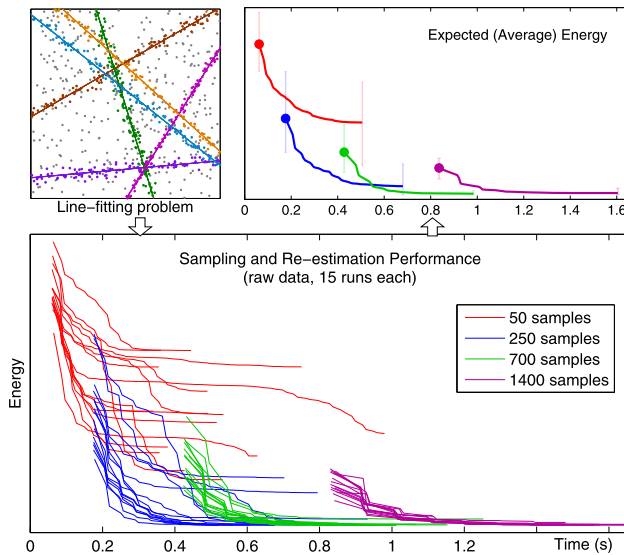 Expected (Average) Energy
0 0.2 0.4 0.6 0.8 1 1.2 1.4 1.6
Line-fitting problem
Sampling and Re-estimation Performance
(raw data, 15 runs each)
50 samples
250 samples
700 samples
1400 samples
Energy
0 0.2 0.4 0.6 0.8 1 1.2 Time (s)